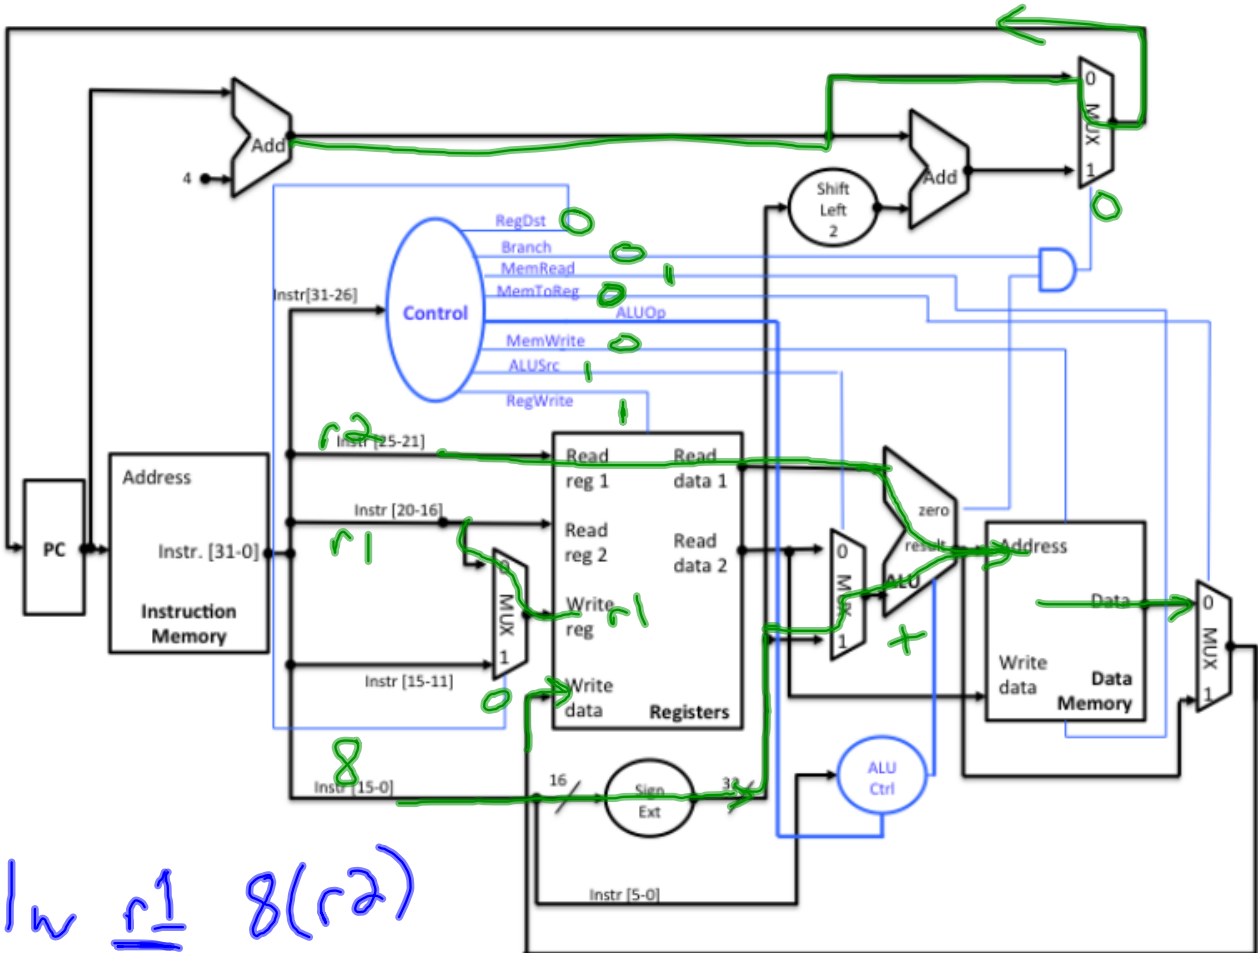 0
Add
MUX
1
4
Add
0
Shift
Left
2
RegDst 0
Branch 0
MemRead 1
MemToReg 0
ALUOp
MemWrite 0
ALUSrc 1
RegWrite 1
Instr[31-26]
Control
r2
Instr [25-21]
Instr [20-16]
r1
PC
Address
Instr. [31-0]
Instruction
Memory
0
MUX
1
0
Instr [15-11]
Read
reg 1
Read
data 1
Read
reg 2
Read
data 2
Write
reg
r1
Write
data
Registers
0
MUX
1
zero
result
ALU
+
Address
Data
Write
data
Data
Memory
0
MUX
1
8
Instr [15-0]
16
Sign
Ext
32
ALU
Ctrl
Instr [5-0]
lw r1 8(r2)